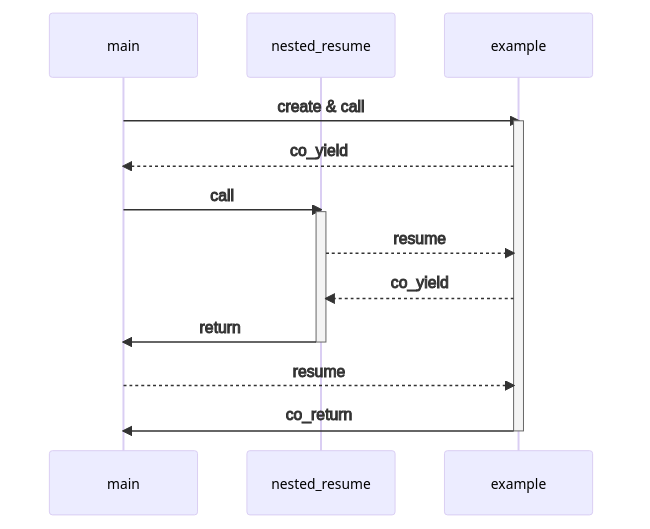 main
nested_resume
example
create & call
co_yield
call
resume
co_yield
return
resume
co_return
main
nested_resume
example